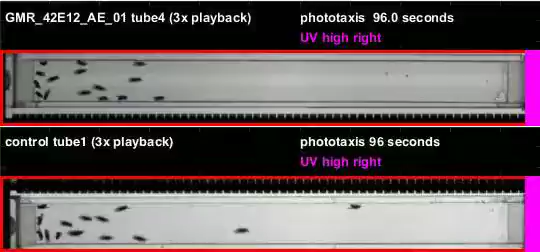 GMR_42E12_AE_01 tube4 (3x playback)
phototaxis 96.0 seconds
UV high right
control tube1 (3x playback)
phototaxis 96 seconds
UV high right